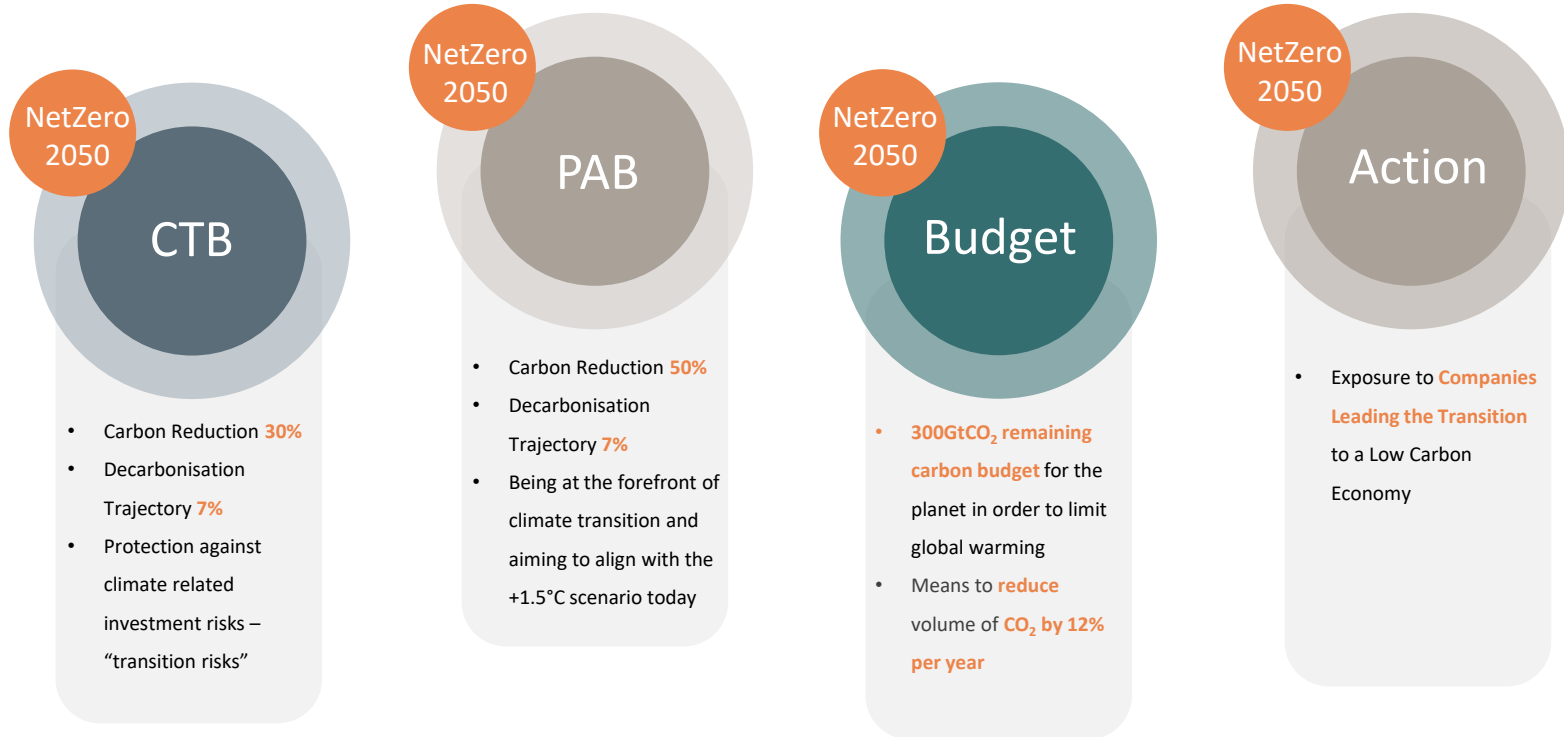 NetZero
2050
CTB
• Carbon Reduction 30%
• Decarbonisation
Trajectory 7%
• Protection against
climate related
investment risks –
“transition risks”
NetZero
2050
PAB
• Carbon Reduction 50%
• Decarbonisation
Trajectory 7%
• Being at the forefront of
climate transition and
aiming to align with the
+1.5°C scenario today
NetZero
2050
Budget
• 300GtCO₂ remaining
carbon budget for the
planet in order to limit
global warming
• Means to reduce
volume of CO₂ by 12%
per year
NetZero
2050
Action
• Exposure to Companies
Leading the Transition
to a Low Carbon
Economy